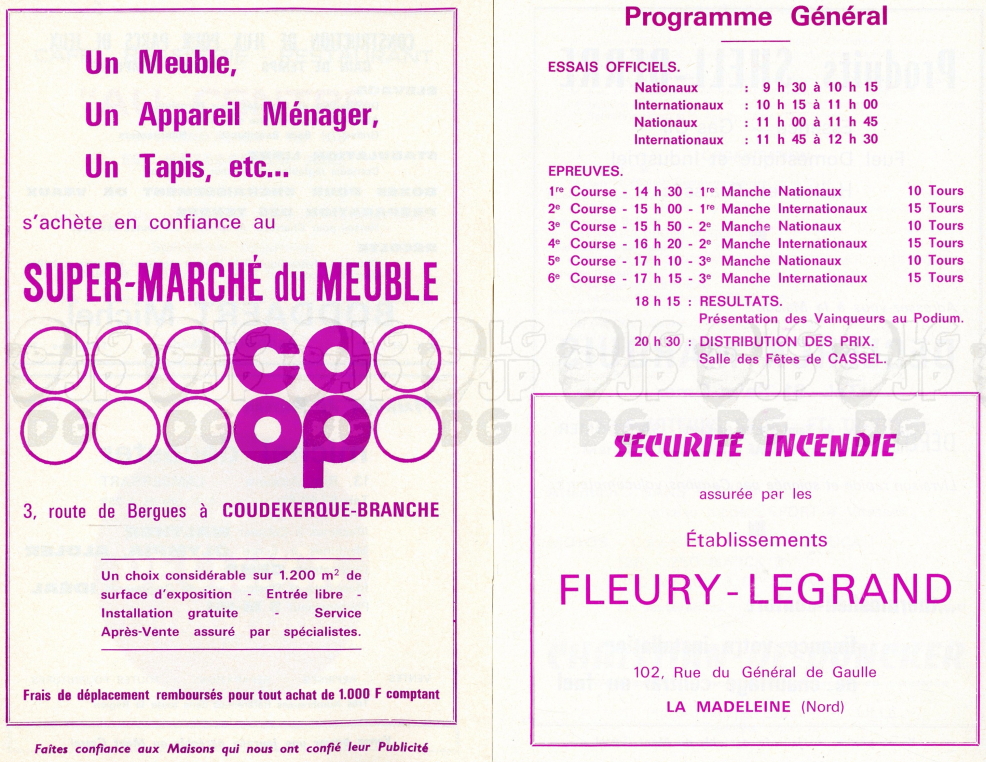 Un Meuble,
Un Appareil Ménager,
Un Tapis, etc...
s'achète en confiance au
SUPER-MARCHÉ du MEUBLE
CO
OP
3, route de Bergues à COUDEKERQUE-BRANCHE
Un choix considérable sur 1.200 m² de
surface d'exposition - Entrée libre -
Installation gratuite - Service
Après-Vente assuré par spécialistes.
Frais de déplacement remboursés pour tout achat de 1.000 F comptant
Faites confiance aux Maisons qui nous ont confié leur Publicité
Programme Général
ESSAIS OFFICIELS.
Nationaux : 9 h 30 à 10 h 15
Internationaux : 10 h 15 à 11 h 00
Nationaux : 11 h 00 à 11 h 45
Internationaux : 11 h 45 à 12 h 30
EPREUVES.
1re Course - 14 h 30 - 1re Manche Nationaux 10 Tours
2e Course - 15 h 00 - 1re Manche Internationaux 15 Tours
3e Course - 15 h 50 - 2e Manche Nationaux 10 Tours
4e Course - 16 h 20 - 2e Manche Internationaux 15 Tours
5e Course - 17 h 10 - 3e Manche Nationaux 10 Tours
6e Course - 17 h 15 - 3e Manche Internationaux 15 Tours
18 h 15 : RESULTATS.
Présentation des Vainqueurs au Podium.
20 h 30 : DISTRIBUTION DES PRIX.
Salle des Fêtes de CASSEL.
SÉCURITÉ INCENDIE
assurée par les
Établissements
FLEURY-LEGRAND
102, Rue du Général de Gaulle
LA MADELEINE (Nord)